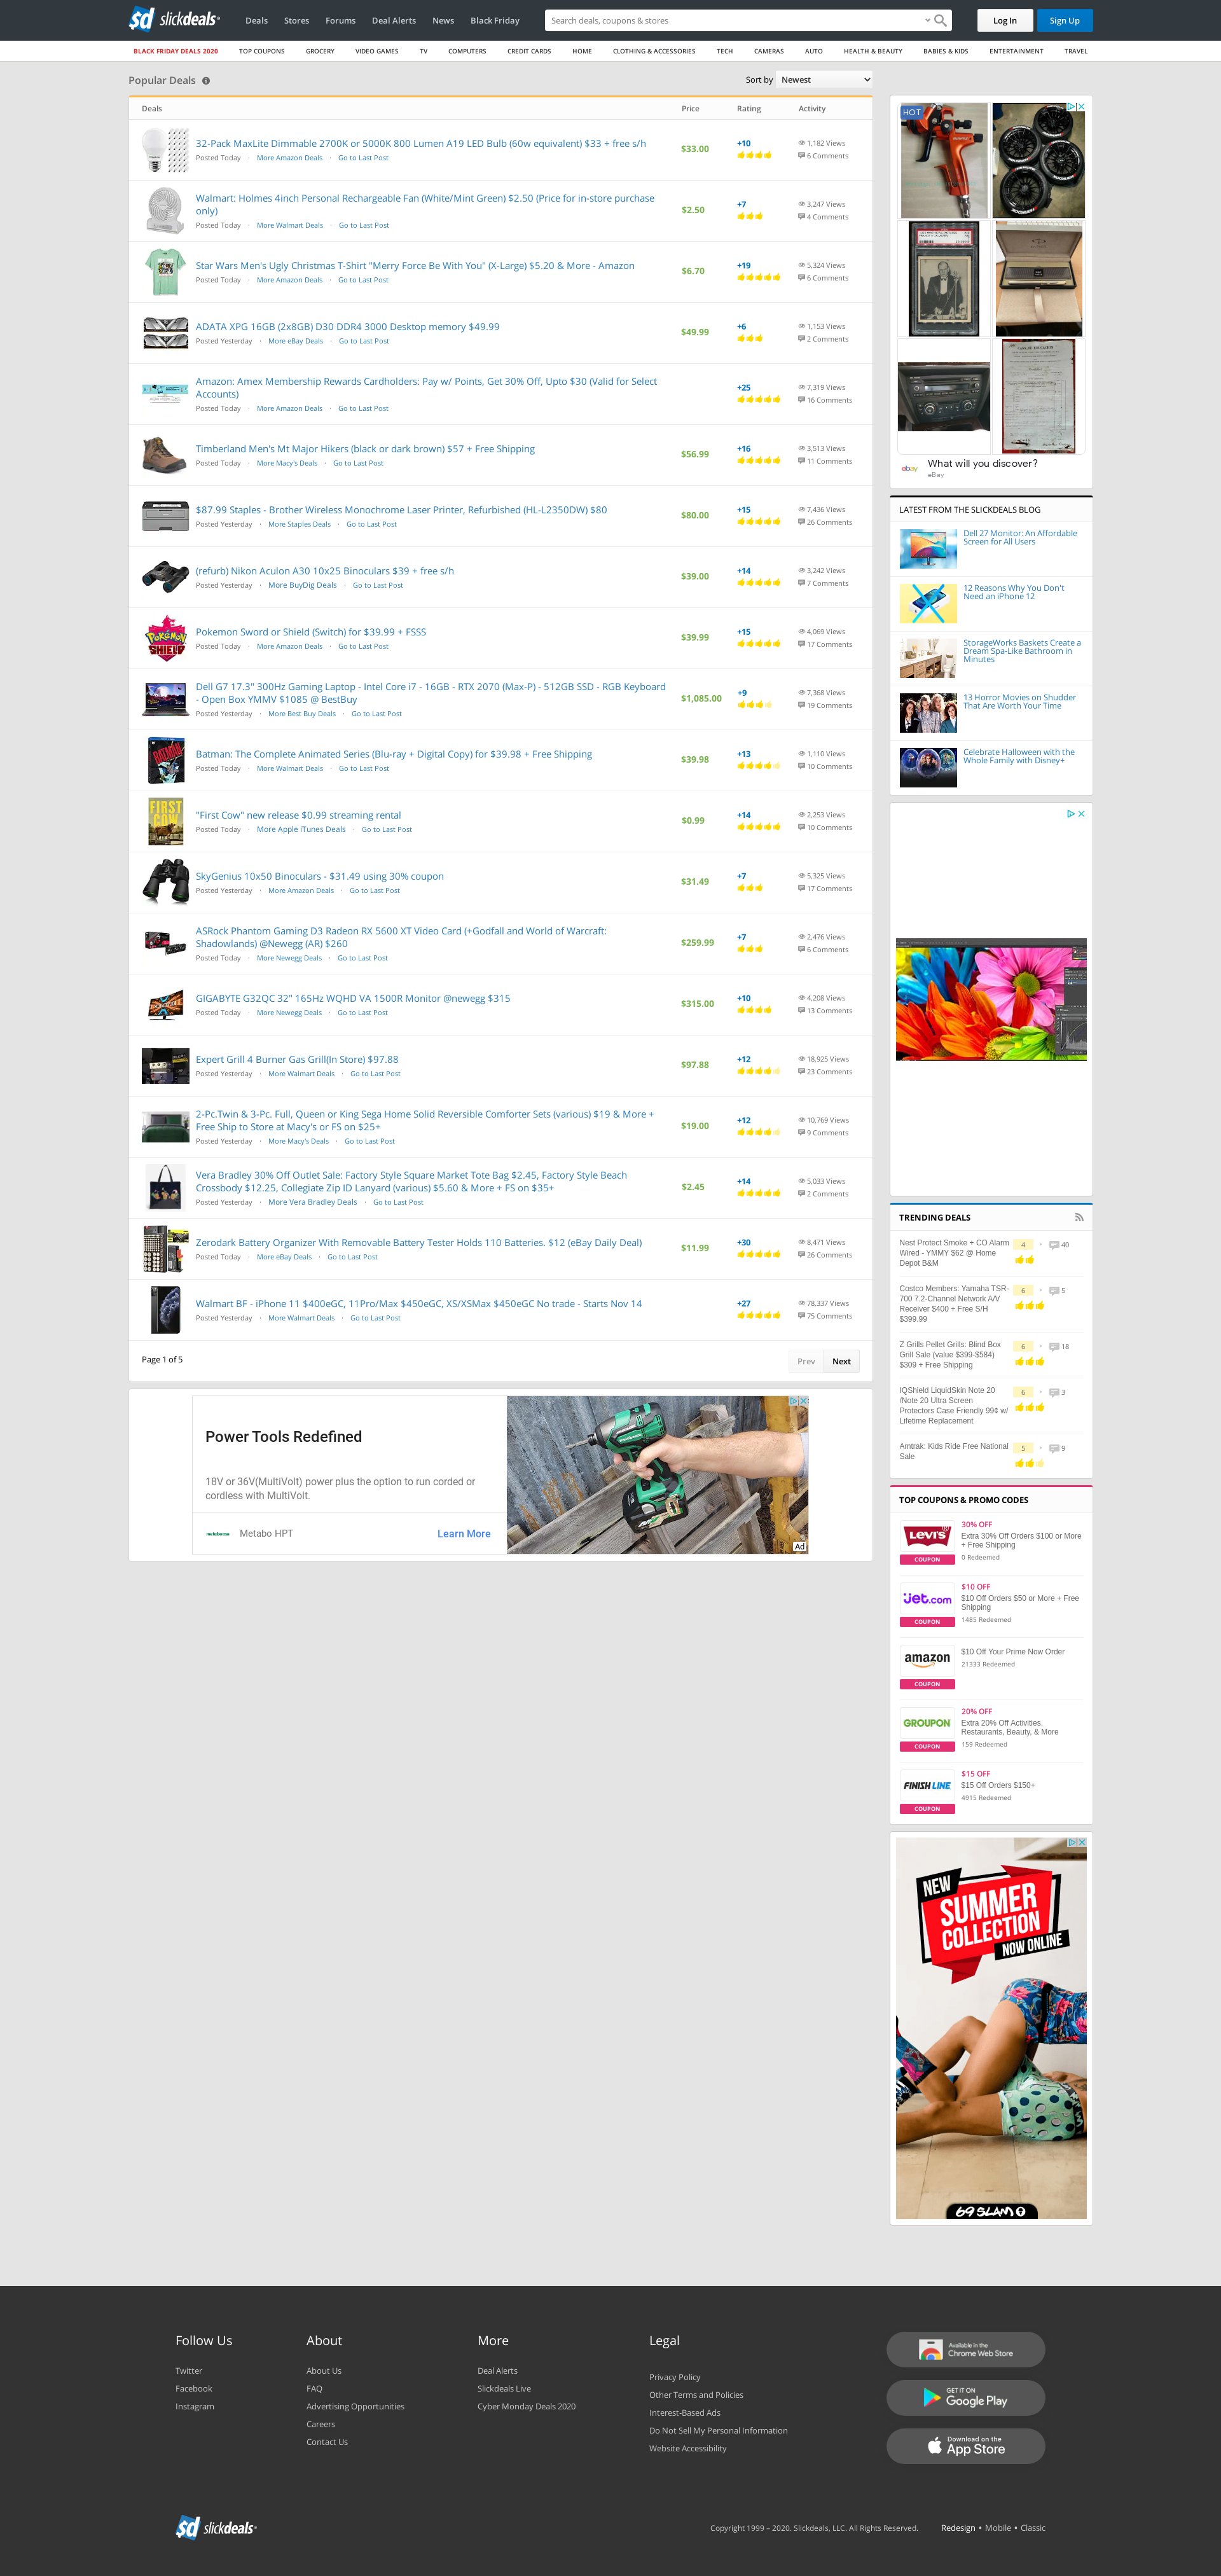 sd slickdeals
Deals Stores Forums Deal Alerts News Black Friday
Search deals, coupons & stores
Log In Sign Up
BLACK FRIDAY DEALS 2020 TOP COUPONS GROCERY VIDEO GAMES TV COMPUTERS CREDIT CARDS HOME CLOTHING & ACCESSORIES TECH CAMERAS AUTO HEALTH & BEAUTY BABIES & KIDS ENTERTAINMENT TRAVEL
Popular Deals
Sort by Newest
Deals Price Rating Activity
32-Pack MaxLite Dimmable 2700K or 5000K 800 Lumen A19 LED Bulb (60w equivalent) $33 + free s/h
Posted Today · More Amazon Deals · Go to Last Post
$33.00 +10 1,182 Views
6 Comments
Walmart: Holmes 4inch Personal Rechargeable Fan (White/Mint Green) $2.50 (Price for in-store purchase
only)
Posted Today · More Walmart Deals · Go to Last Post
$2.50 +7 3,247 Views
4 Comments
Star Wars Men's Ugly Christmas T-Shirt "Merry Force Be With You" (X-Large) $5.20 & More - Amazon
Posted Today · More Amazon Deals · Go to Last Post
$6.70 +19 5,324 Views
6 Comments
ADATA XPG 16GB (2x8GB) D30 DDR4 3000 Desktop memory $49.99
Posted Yesterday · More eBay Deals · Go to Last Post
$49.99 +6 1,153 Views
2 Comments
Amazon: Amex Membership Rewards Cardholders: Pay w/ Points, Get 30% Off, Upto $30 (Valid for Select
Accounts)
Posted Today · More Amazon Deals · Go to Last Post
+25 7,319 Views
16 Comments
Timberland Men's Mt Major Hikers (black or dark brown) $57 + Free Shipping
Posted Today · More Macy's Deals · Go to Last Post
$56.99 +16 3,513 Views
11 Comments
$87.99 Staples - Brother Wireless Monochrome Laser Printer, Refurbished (HL-L2350DW) $80
Posted Yesterday · More Staples Deals · Go to Last Post
$80.00 +15 7,436 Views
26 Comments
(refurb) Nikon Aculon A30 10x25 Binoculars $39 + free s/h
Posted Yesterday · More BuyDig Deals · Go to Last Post
$39.00 +14 3,242 Views
7 Comments
Pokemon Sword or Shield (Switch) for $39.99 + FSSS
Posted Today · More Amazon Deals · Go to Last Post
$39.99 +15 4,069 Views
17 Comments
Dell G7 17.3" 300Hz Gaming Laptop - Intel Core i7 - 16GB - RTX 2070 (Max-P) - 512GB SSD - RGB Keyboard
- Open Box YMMV $1085 @ BestBuy
Posted Yesterday · More Best Buy Deals · Go to Last Post
$1,085.00 +9 7,368 Views
19 Comments
Batman: The Complete Animated Series (Blu-ray + Digital Copy) for $39.98 + Free Shipping
Posted Today · More Walmart Deals · Go to Last Post
$39.98 +13 1,110 Views
10 Comments
FIRST COW
"First Cow" new release $0.99 streaming rental
Posted Today · More Apple iTunes Deals · Go to Last Post
$0.99 +14 2,253 Views
10 Comments
SkyGenius 10x50 Binoculars - $31.49 using 30% coupon
Posted Yesterday · More Amazon Deals · Go to Last Post
$31.49 +7 5,325 Views
17 Comments
ASRock Phantom Gaming D3 Radeon RX 5600 XT Video Card (+Godfall and World of Warcraft:
Shadowlands) @Newegg (AR) $260
Posted Today · More Newegg Deals · Go to Last Post
$259.99 +7 2,476 Views
6 Comments
GIGABYTE G32QC 32" 165Hz WQHD VA 1500R Monitor @newegg $315
Posted Today · More Newegg Deals · Go to Last Post
$315.00 +10 4,208 Views
13 Comments
Expert Grill 4 Burner Gas Grill(In Store) $97.88
Posted Yesterday · More Walmart Deals · Go to Last Post
$97.88 +12 18,925 Views
23 Comments
2-Pc.Twin & 3-Pc. Full, Queen or King Sega Home Solid Reversible Comforter Sets (various) $19 & More +
Free Ship to Store at Macy's or FS on $25+
Posted Yesterday · More Macy's Deals · Go to Last Post
$19.00 +12 10,769 Views
9 Comments
Vera Bradley 30% Off Outlet Sale: Factory Style Square Market Tote Bag $2.45, Factory Style Beach
Crossbody $12.25, Collegiate Zip ID Lanyard (various) $5.60 & More + FS on $35+
Posted Yesterday · More Vera Bradley Deals · Go to Last Post
$2.45 +14 5,033 Views
2 Comments
Zerodark Battery Organizer With Removable Battery Tester Holds 110 Batteries. $12 (eBay Daily Deal)
Posted Today · More eBay Deals · Go to Last Post
$11.99 +30 8,471 Views
26 Comments
Walmart BF - iPhone 11 $400eGC, 11Pro/Max $450eGC, XS/XSMax $450eGC No trade - Starts Nov 14
Posted Yesterday · More Walmart Deals · Go to Last Post
+27 78,337 Views
75 Comments
Page 1 of 5 Prev Next
Power Tools Redefined
18V or 36V(MultiVolt) power plus the option to run corded or
cordless with MultiVolt.
Metabo HPT Learn More
Ad
HOT
ebay What will you discover?
eBay
LATEST FROM THE SLICKDEALS BLOG
Dell 27 Monitor: An Affordable
Screen for All Users
12 Reasons Why You Don't
Need an iPhone 12
StorageWorks Baskets Create a
Dream Spa-Like Bathroom in
Minutes
13 Horror Movies on Shudder
That Are Worth Your Time
Celebrate Halloween with the
Whole Family with Disney+
TRENDING DEALS
Nest Protect Smoke + CO Alarm
Wired - YMMY $62 @ Home
Depot B&M
4 · 40
Costco Members: Yamaha TSR-
700 7.2-Channel Network A/V
Receiver $400 + Free S/H
$399.99
6 · 5
Z Grills Pellet Grills: Blind Box
Grill Sale (value $399-$584)
$309 + Free Shipping
6 · 18
IQShield LiquidSkin Note 20
/Note 20 Ultra Screen
Protectors Case Friendly 99¢ w/
Lifetime Replacement
6 · 3
Amtrak: Kids Ride Free National
Sale
5 · 9
TOP COUPONS & PROMO CODES
LEVI'S COUPON
30% OFF
Extra 30% Off Orders $100 or More
+ Free Shipping
0 Redeemed
jet.com COUPON
$10 OFF
$10 Off Orders $50 or More + Free
Shipping
1485 Redeemed
amazon COUPON
$10 Off Your Prime Now Order
21333 Redeemed
GROUPON COUPON
20% OFF
Extra 20% Off Activities,
Restaurants, Beauty, & More
159 Redeemed
FINISH LINE COUPON
$15 OFF
$15 Off Orders $150+
4915 Redeemed
NEW
SUMMER
COLLECTION
NOW ONLINE
69SLAM
Follow Us
Twitter
Facebook
Instagram
About
About Us
FAQ
Advertising Opportunities
Careers
Contact Us
More
Deal Alerts
Slickdeals Live
Cyber Monday Deals 2020
Legal
Privacy Policy
Other Terms and Policies
Interest-Based Ads
Do Not Sell My Personal Information
Website Accessibility
Available in the
Chrome Web Store
GET IT ON
Google Play
Download on the
App Store
sd slickdeals
Copyright 1999 – 2020. Slickdeals, LLC. All Rights Reserved. Redesign • Mobile • Classic